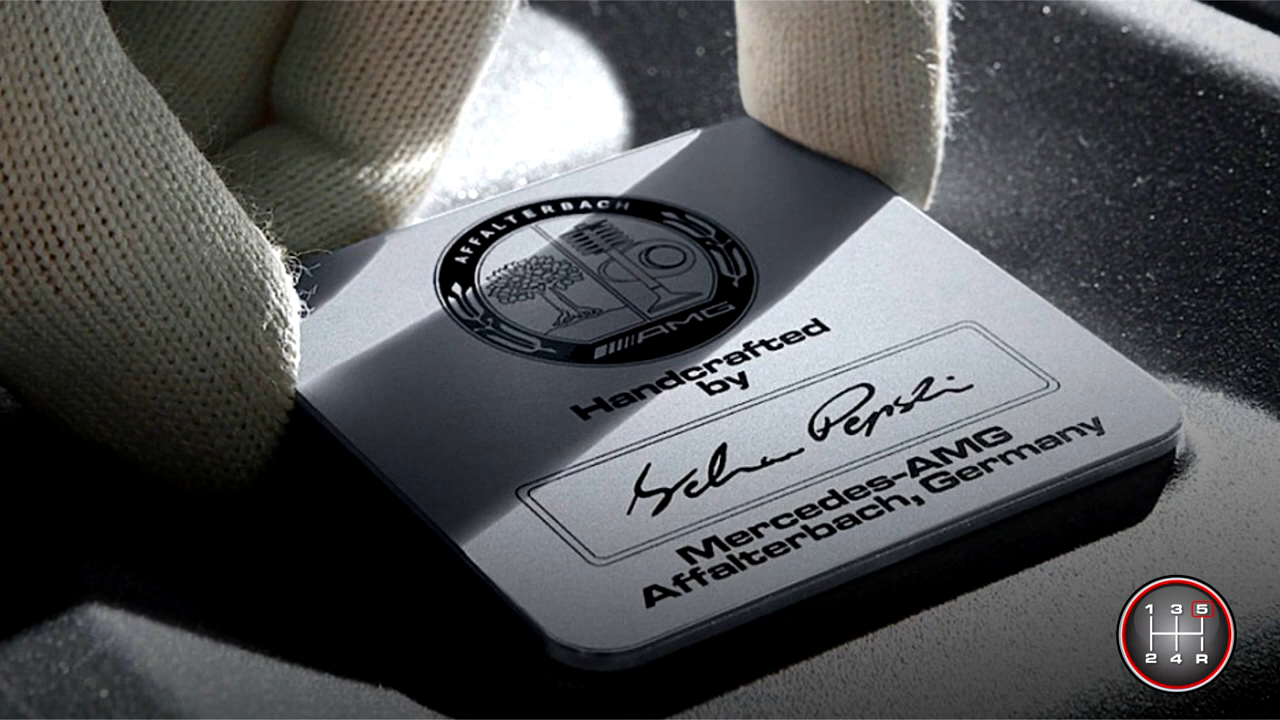 AFFALTERBACH
AMG
Handcrafted
by
Mercedes-AMG
Affalterbach, Germany
1 3 5
2 4 R